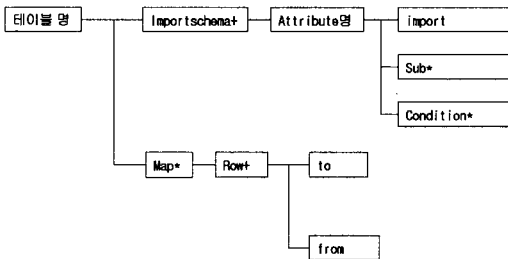 테이블 명
Importschema+
Attribute명
import
Sub*
Condition*
Map*
Row+
to
from